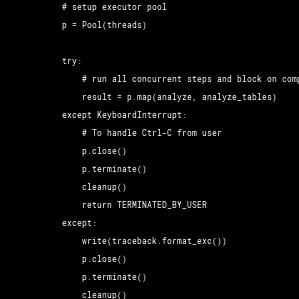 # setup executor pool
p = Pool(threads)
try:
# run all concurrent steps and block on
result = p.map(analyze, analyze_tables)
except KeyboardInterrupt:
# To handle Ctrl-C from user
p.close()
p.terminate()
cleanup()
return TERMINATED_BY_USER
except:
write(traceback.format_exc())
p.close()
p.terminate()
cleanup()